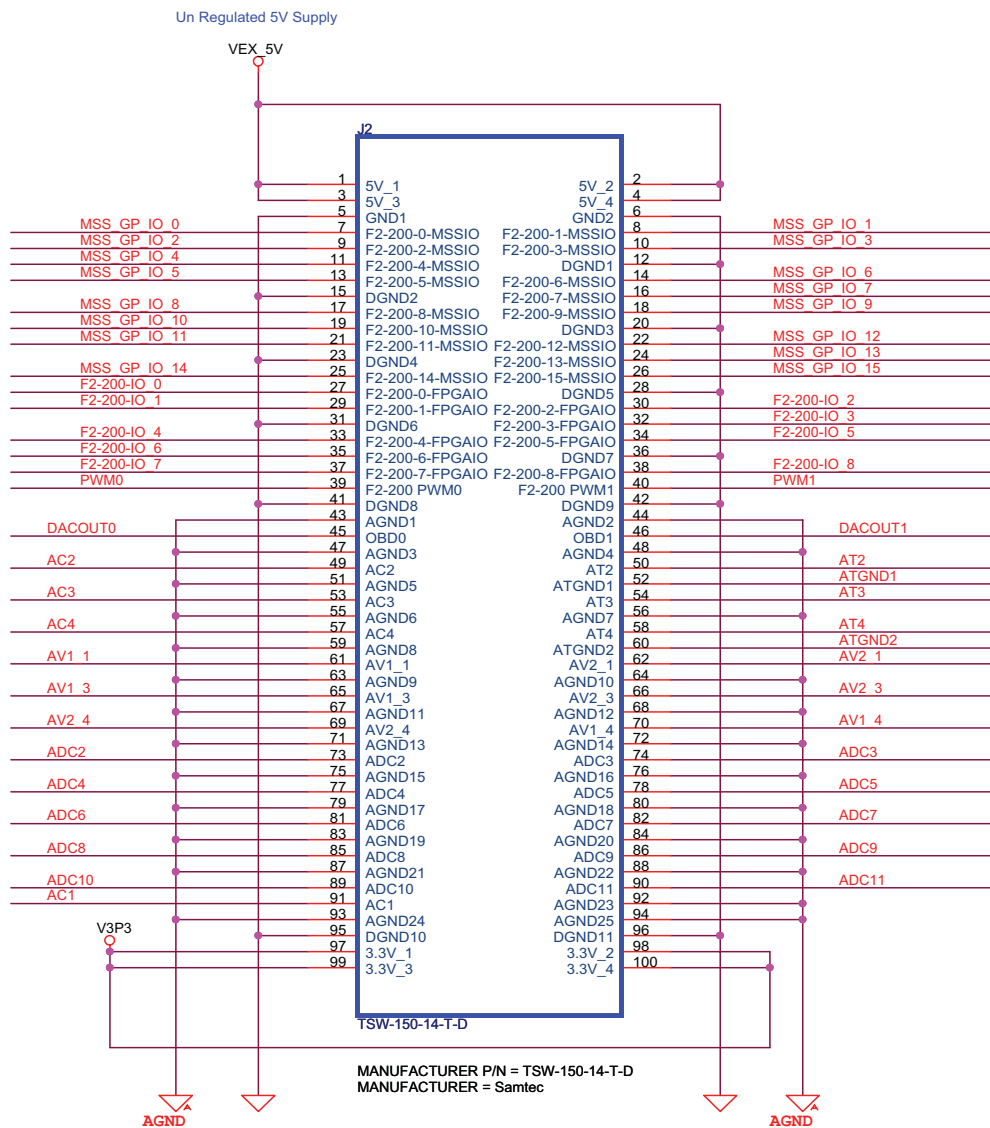 Un Regulated 5V Supply
VEX_5V
J2
1 5V_1 5V_2 2
3 5V_3 5V_4 4
5 GND1 GND2 6
MSS_GP_IO_0 7 F2-200-0-MSSIO F2-200-1-MSSIO 8 MSS_GP_IO_1
MSS_GP_IO_2 9 F2-200-2-MSSIO F2-200-3-MSSIO 10 MSS_GP_IO_3
MSS_GP_IO_4 11 F2-200-4-MSSIO DGND1 12
MSS_GP_IO_5 13 F2-200-5-MSSIO F2-200-6-MSSIO 14 MSS_GP_IO_6
15 DGND2 F2-200-7-MSSIO 16 MSS_GP_IO_7
MSS_GP_IO_8 17 F2-200-8-MSSIO F2-200-9-MSSIO 18 MSS_GP_IO_9
MSS_GP_IO_10 19 F2-200-10-MSSIO DGND3 20
MSS_GP_IO_11 21 F2-200-11-MSSIO F2-200-12-MSSIO 22 MSS_GP_IO_12
23 DGND4 F2-200-13-MSSIO 24 MSS_GP_IO_13
MSS_GP_IO_14 25 F2-200-14-MSSIO F2-200-15-MSSIO 26 MSS_GP_IO_15
F2-200-IO_0 27 F2-200-0-FPGAIO DGND5 28
F2-200-IO_1 29 F2-200-1-FPGAIO F2-200-2-FPGAIO 30 F2-200-IO_2
31 DGND6 F2-200-3-FPGAIO 32 F2-200-IO_3
F2-200-IO_4 33 F2-200-4-FPGAIO F2-200-5-FPGAIO 34 F2-200-IO_5
F2-200-IO_6 35 F2-200-6-FPGAIO DGND7 36
F2-200-IO_7 37 F2-200-7-FPGAIO F2-200-8-FPGAIO 38 F2-200-IO_8
PWM0 39 F2-200 PWM0 F2-200 PWM1 40 PWM1
41 DGND8 DGND9 42
43 AGND1 AGND2 44
DACOUT0 45 OBD0 OBD1 46 DACOUT1
47 AGND3 AGND4 48
AC2 49 AC2 AT2 50 AT2
51 AGND5 ATGND1 52 ATGND1
AC3 53 AC3 AT3 54 AT3
55 AGND6 AGND7 56
AC4 57 AC4 AT4 58 AT4
59 AGND8 ATGND2 60 ATGND2
AV1_1 61 AV1_1 AV2_1 62 AV2_1
63 AGND9 AGND10 64
AV1_3 65 AV1_3 AV2_3 66 AV2_3
67 AGND11 AGND12 68
AV2_4 69 AV2_4 AV1_4 70 AV1_4
71 AGND13 AGND14 72
ADC2 73 ADC2 ADC3 74 ADC3
75 AGND15 AGND16 76
ADC4 77 ADC4 ADC5 78 ADC5
79 AGND17 AGND18 80
ADC6 81 ADC6 ADC7 82 ADC7
83 AGND19 AGND20 84
ADC8 85 ADC8 ADC9 86 ADC9
87 AGND21 AGND22 88
ADC10 89 ADC10 ADC11 90 ADC11
AC1 91 AC1 AGND23 92
93 AGND24 AGND25 94
V3P3
95 DGND10 DGND11 96
97 3.3V_1 3.3V_2 98
99 3.3V_3 3.3V_4 100
TSW-150-14-T-D
MANUFACTURER P/N = TSW-150-14-T-D
MANUFACTURER = Samtec
A A
AGND AGND